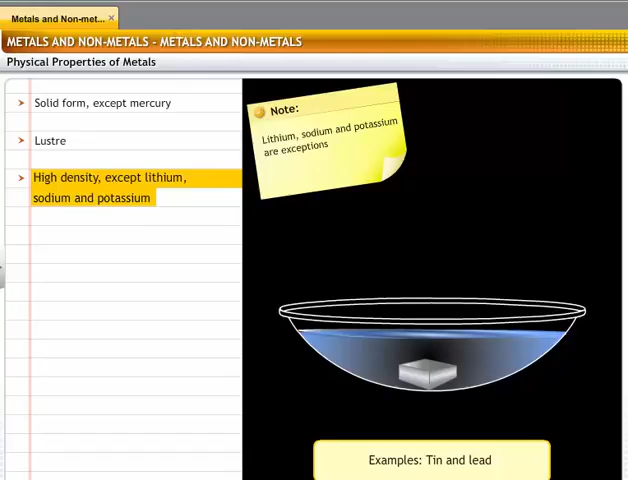 Metals and Non-met...
METALS AND NON-METALS - METALS AND NON-METALS
Physical Properties of Metals
Solid form, except mercury
Lustre
High density, except lithium,
sodium and potassium
Note:
Lithium, sodium and potassium
are exceptions
Examples: Tin and lead